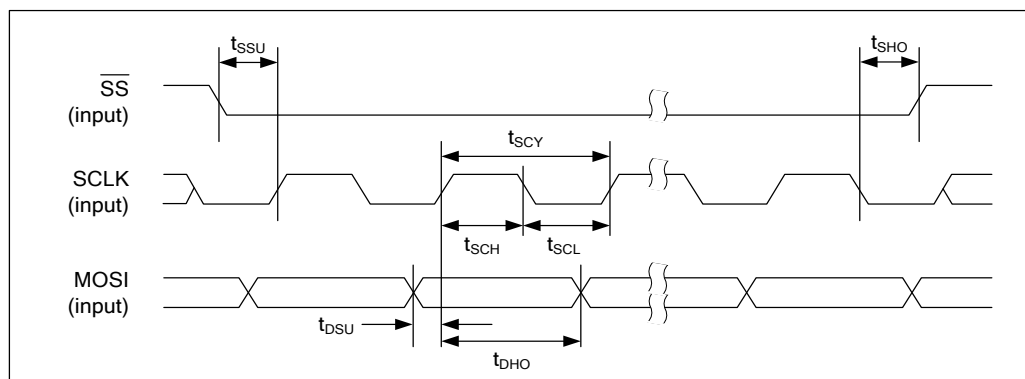 tSSU
tSHO
SS
(input)
tSCY
SCLK
(input)
tSCH
tSCL
MOSI
(input)
tDSU
tDHO